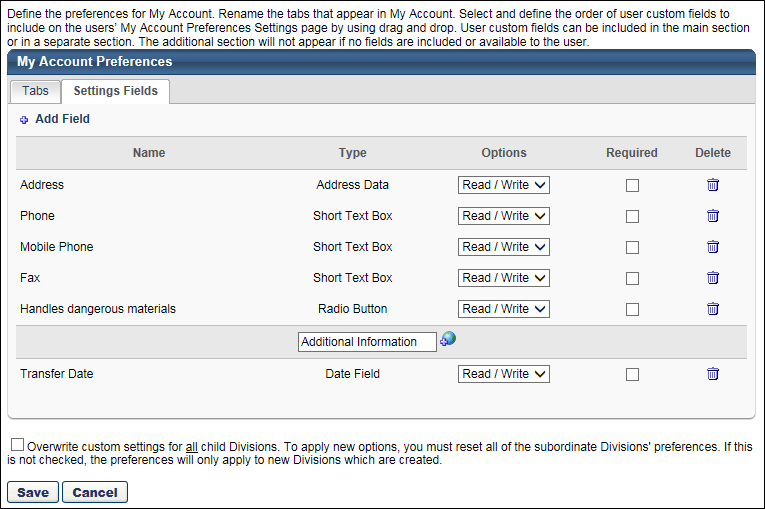 Define the preferences for My Account. Rename the tabs that appear in My Account. Select and define the order of user custom fields to
include on the users' My Account Preferences Settings page by using drag and drop. User custom fields can be included in the main section
or in a separate section. The additional section will not appear if no fields are included or available to the user.
My Account Preferences
Tabs Settings Fields
Add Field
Name Type Options Required Delete
Address Address Data Read / Write
Phone Short Text Box Read / Write
Mobile Phone Short Text Box Read / Write
Fax Short Text Box Read / Write
Handles dangerous materials Radio Button Read / Write
Additional Information
Transfer Date Date Field Read / Write
Overwrite custom settings for all child Divisions. To apply new options, you must reset all of the subordinate Divisions' preferences. If this
is not checked, the preferences will only apply to new Divisions which are created.
Save Cancel